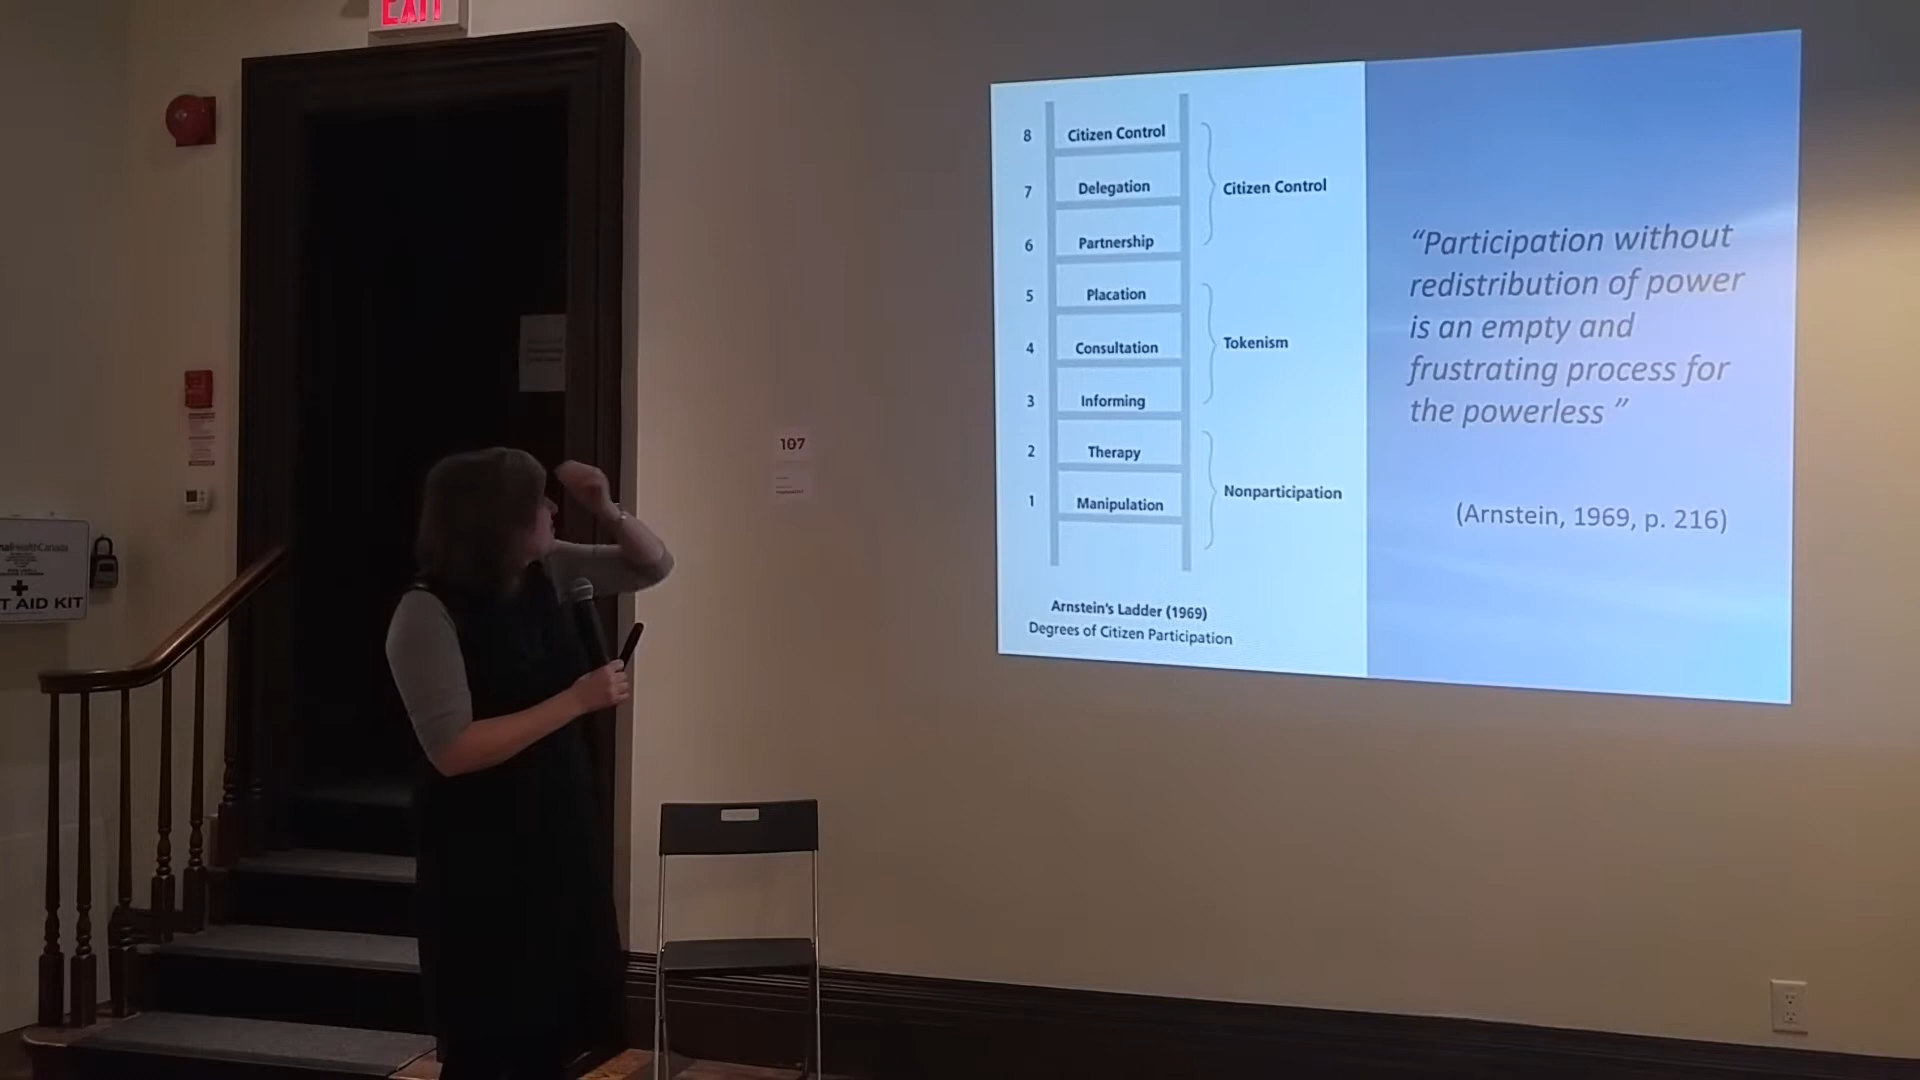 EXIT
107
nalHealthCanada
T AID KIT
8 Citizen Control
7 Delegation
6 Partnership
Citizen Control
5 Placation
4 Consultation
3 Informing
Tokenism
2 Therapy
1 Manipulation
Nonparticipation
Arnstein's Ladder (1969)
Degrees of Citizen Participation
“Participation without
redistribution of power
is an empty and
frustrating process for
the powerless ”
(Arnstein, 1969, p. 216)